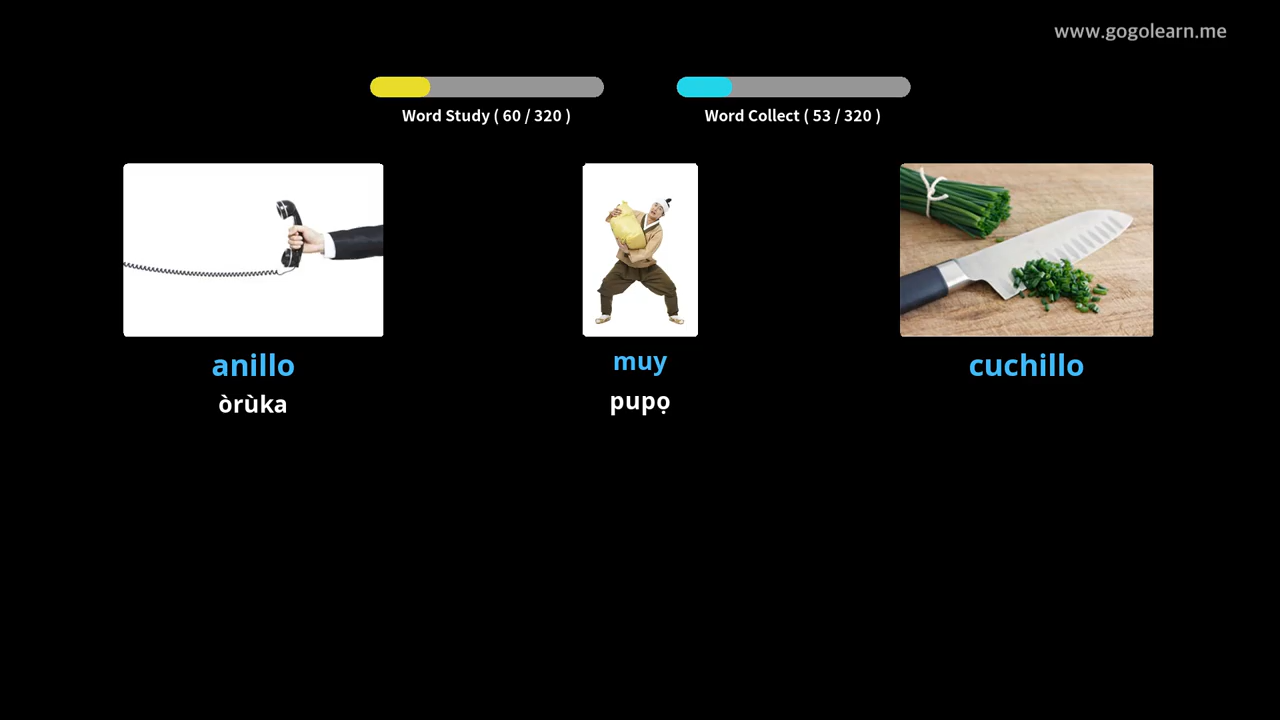 www.gogolearn.me
Word Study ( 60 / 320 )
Word Collect ( 53 / 320 )
anillo
òrùka
muy
pupọ
cuchillo